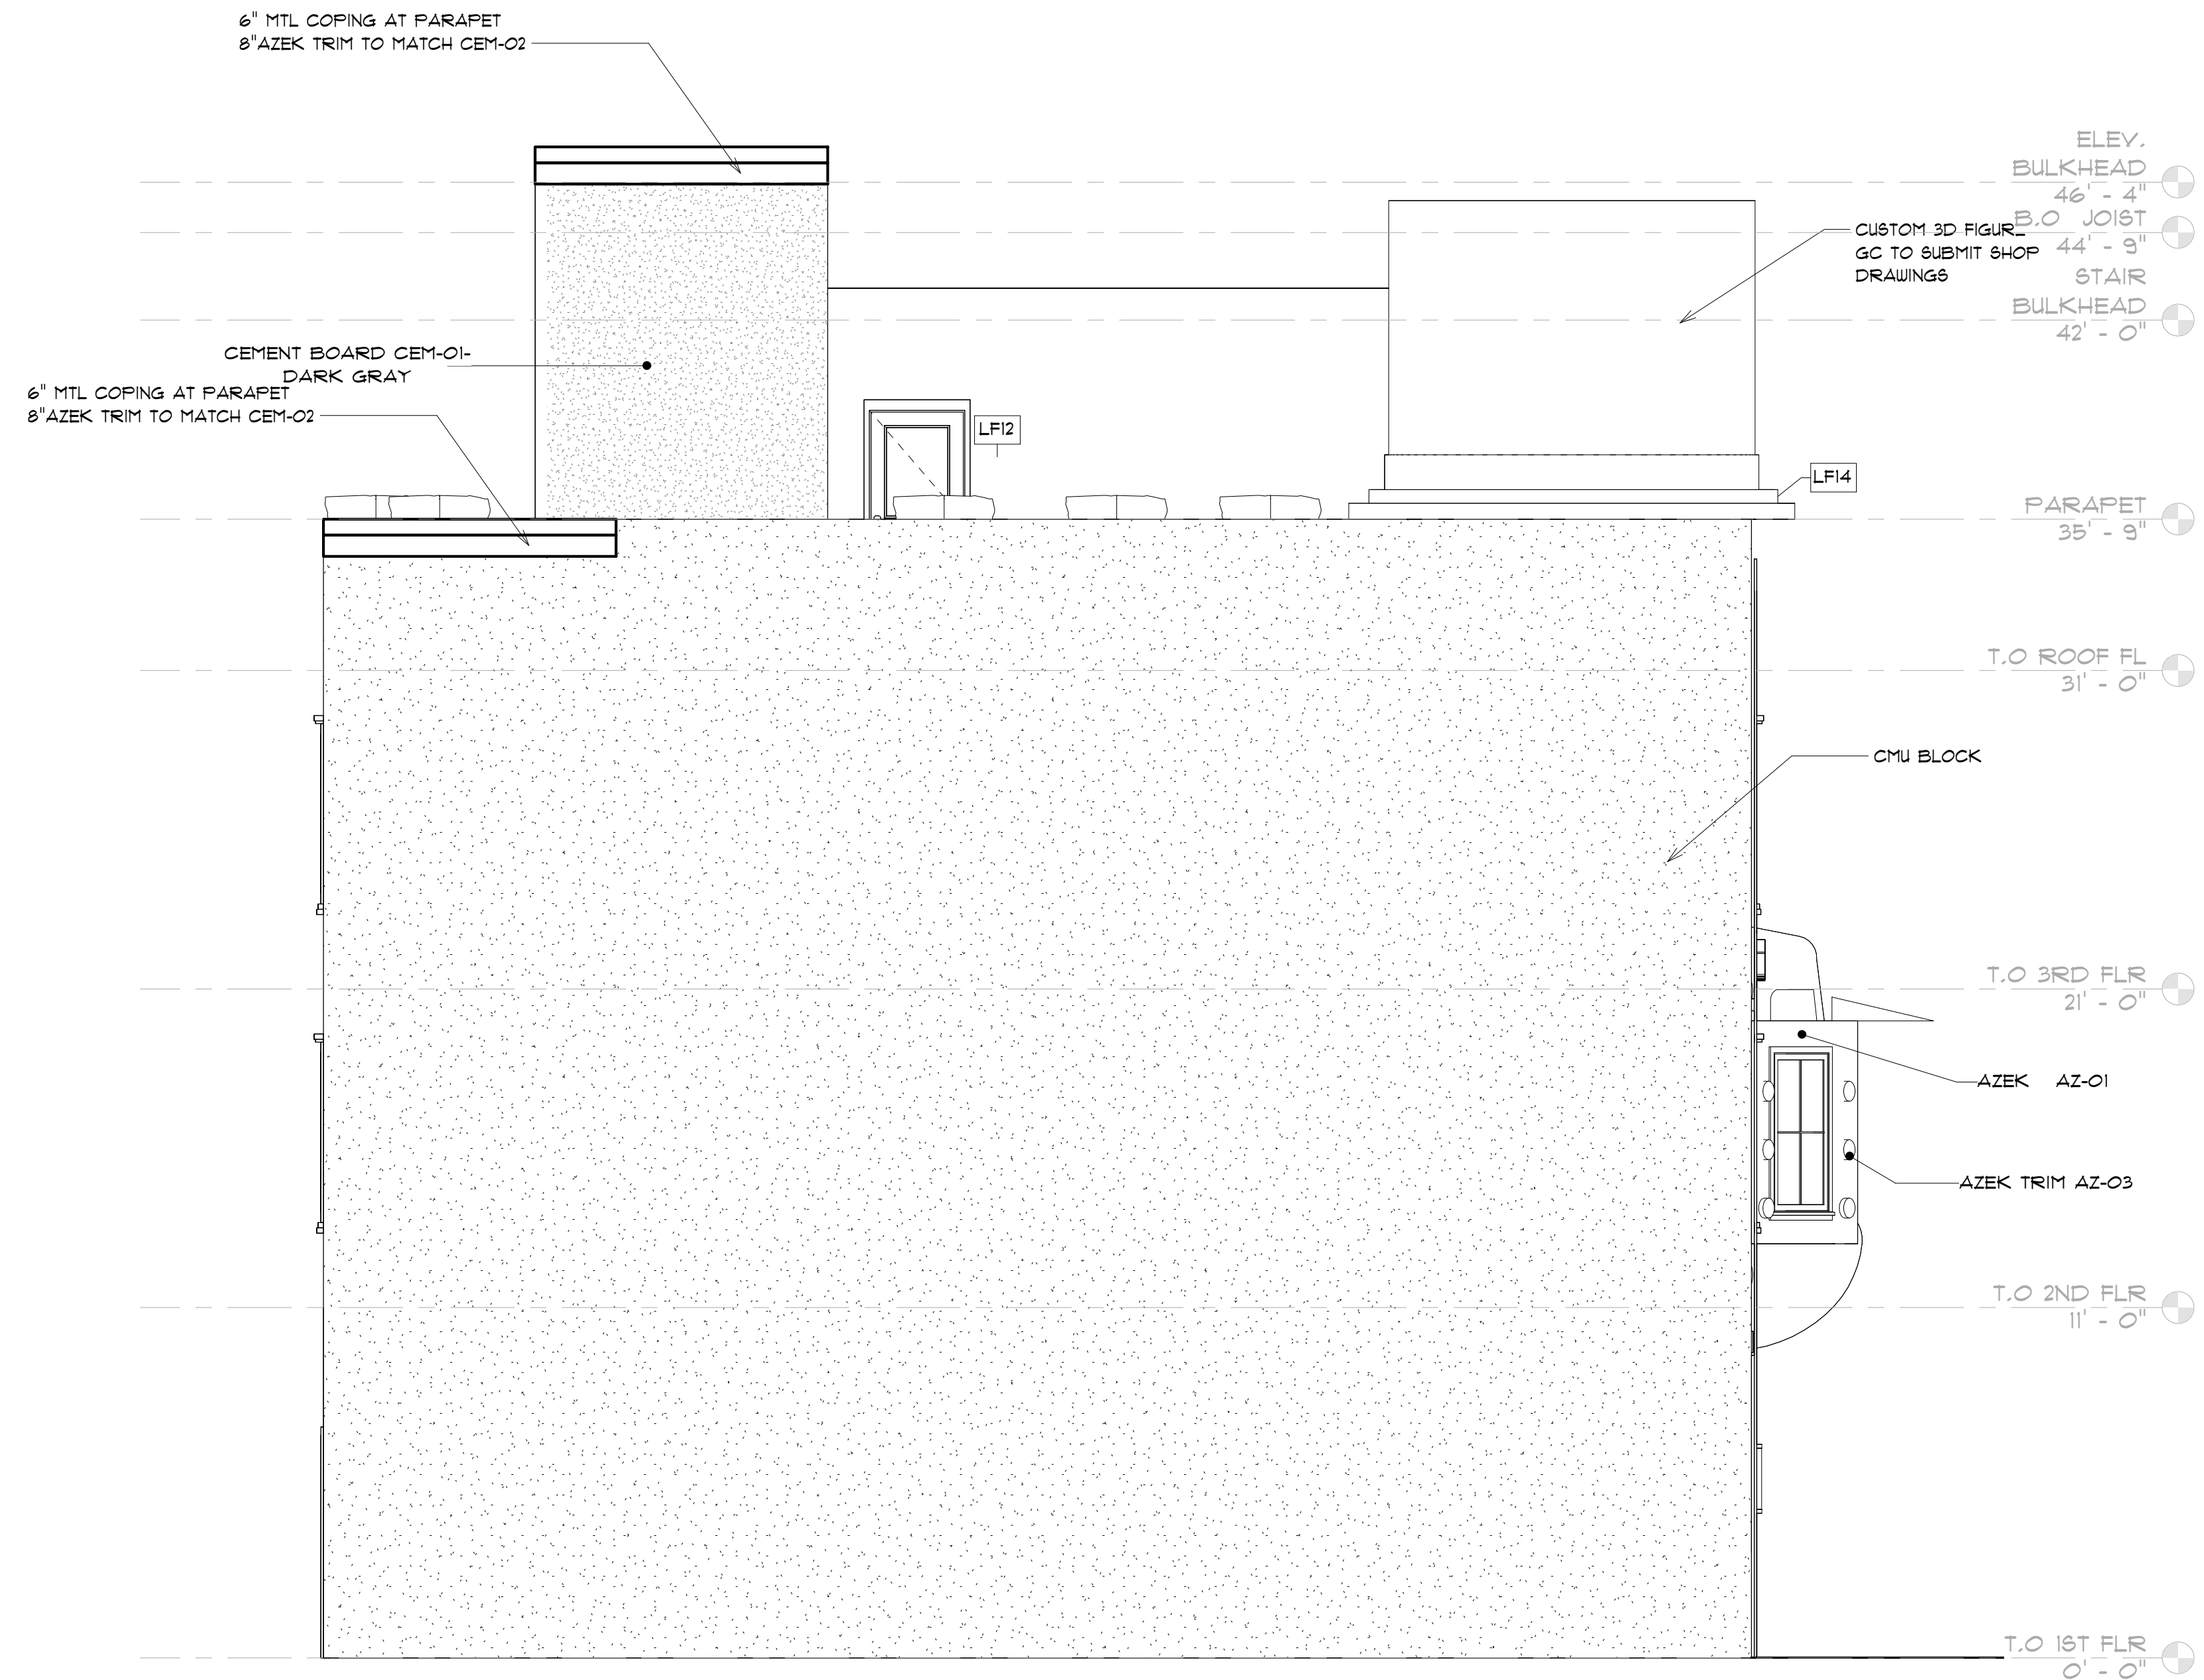 6" MTL COPING AT PARAPET
8"AZEK TRIM TO MATCH CEM-02
ELEV.
BULKHEAD
46' - 4"
B.O JOIST
44' - 9"
CUSTOM 3D FIGUR
GC TO SUBMIT SHOP
DRAWINGS
STAIR
BULKHEAD
42' - 0"
CEMENT BOARD CEM-01-
DARK GRAY
6" MTL COPING AT PARAPET
8"AZEK TRIM TO MATCH CEM-02
LF12
LF14
PARAPET
35' - 9"
T.O ROOF FL
31' - 0"
CMU BLOCK
T.O 3RD FLR
21' - 0"
AZEK AZ-01
AZEK TRIM AZ-03
T.O 2ND FLR
11' - 0"
T.O 1ST FLR
0' - 0"